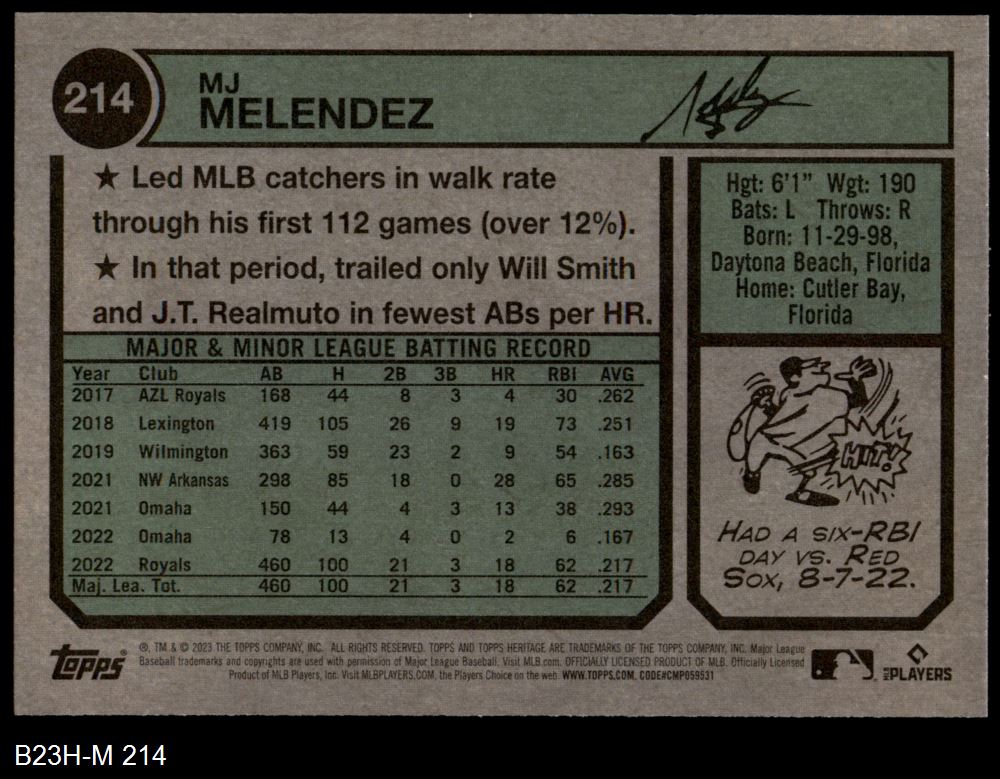 214
MJ
MELENDEZ
★ Led MLB catchers in walk rate
through his first 112 games (over 12%).
★ In that period, trailed only Will Smith
and J.T. Realmuto in fewest ABs per HR.
MAJOR & MINOR LEAGUE BATTING RECORD
Year Club AB H 2B 3B HR RBI AVG
2017 AZL Royals 168 44 8 3 4 30 .262
2018 Lexington 419 105 26 9 19 73 .251
2019 Wilmington 363 59 23 2 9 54 .163
2021 NW Arkansas 298 85 18 0 28 65 .285
2021 Omaha 150 44 4 3 13 38 .293
2022 Omaha 78 13 4 0 2 6 .167
2022 Royals 460 100 21 3 18 62 .217
Maj. Lea. Tot. 460 100 21 3 18 62 .217
Hgt: 6'1" Wgt: 190
Bats: L Throws: R
Born: 11-29-98,
Daytona Beach, Florida
Home: Cutler Bay,
Florida
HIT!
HAD A SIX-RBI
DAY VS. RED
SOX, 8-7-22.
Topps
®, TM & © 2023 THE TOPPS COMPANY, INC. ALL RIGHTS RESERVED. TOPPS AND TOPPS HERITAGE ARE TRADEMARKS OF THE TOPPS COMPANY, INC. Major League
Baseball trademarks and copyrights are used with permission of Major League Baseball. Visit MLB.com. OFFICIALLY LICENSED PRODUCT OF MLB. Officially Licensed
Product of MLB Players, Inc. Visit MLBPLAYERS.COM, the Players Choice on the web. WWW.TOPPS.COM. CODE#CMP059531
MLB PLAYERS
B23H-M 214